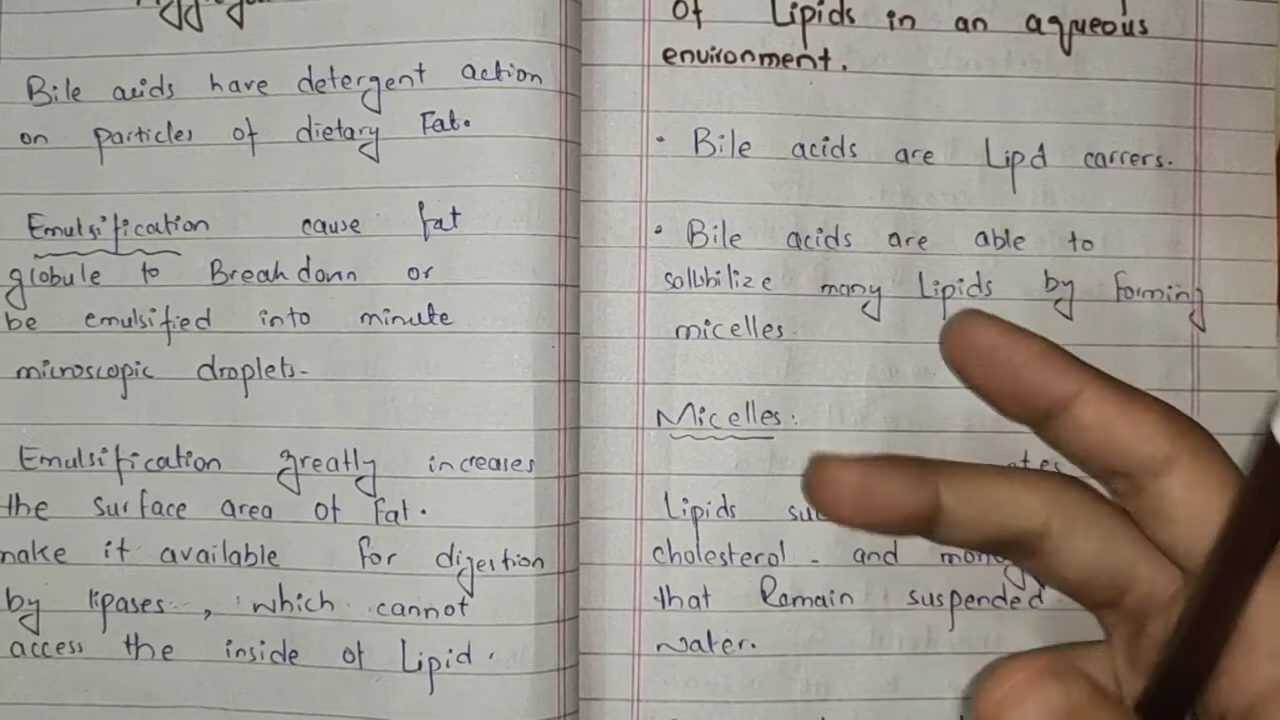 Bile acids have detergent action
on particles of dietary Fat.
Emulsification cause fat
globule to Breakdown or
be emulsified into minute
microscopic droplets.
Emulsification greatly increases
the surface area of Fat.
make it available for digestion
by lipases, which cannot
access the inside of Lipid.
of Lipids in an aqueous
environment.
• Bile acids are Lipd carrers.
• Bile acids are able to
solubilize many Lipids by Forming
micelles.
Micelles:
Lipids
cholesterol - and
that Remain suspended
water.